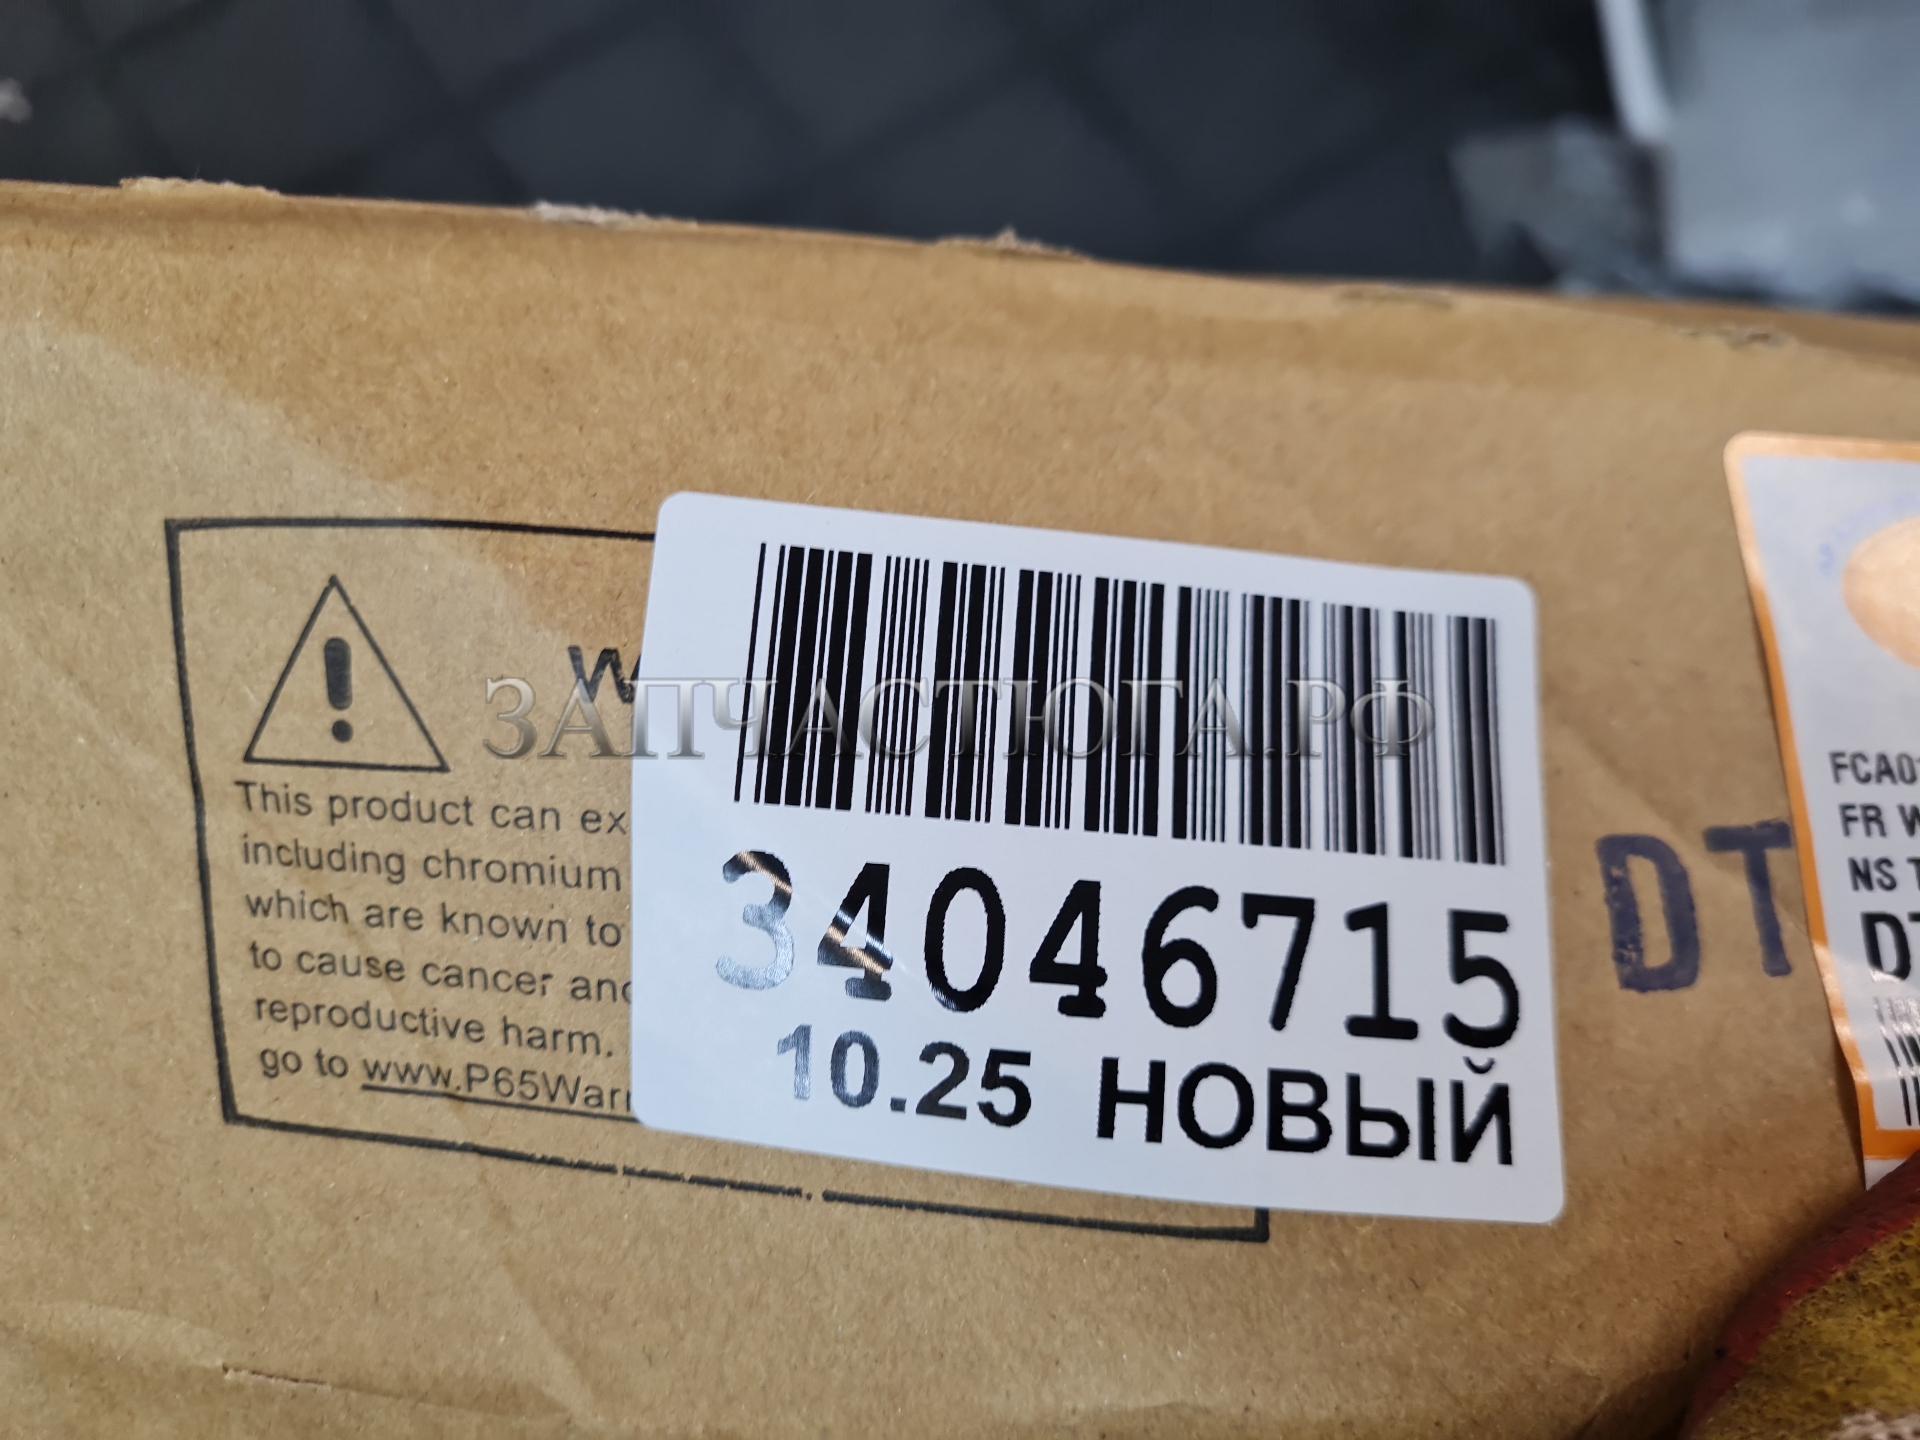 W
ЗАПЧАСТЮГА.РФ
This product can ex
including chromium
which are known to
to cause cancer and
reproductive harm.
go to www.P65Warn
34046715
10.25 НОВЫЙ
DT
FCA0
FR W
NS T
DT